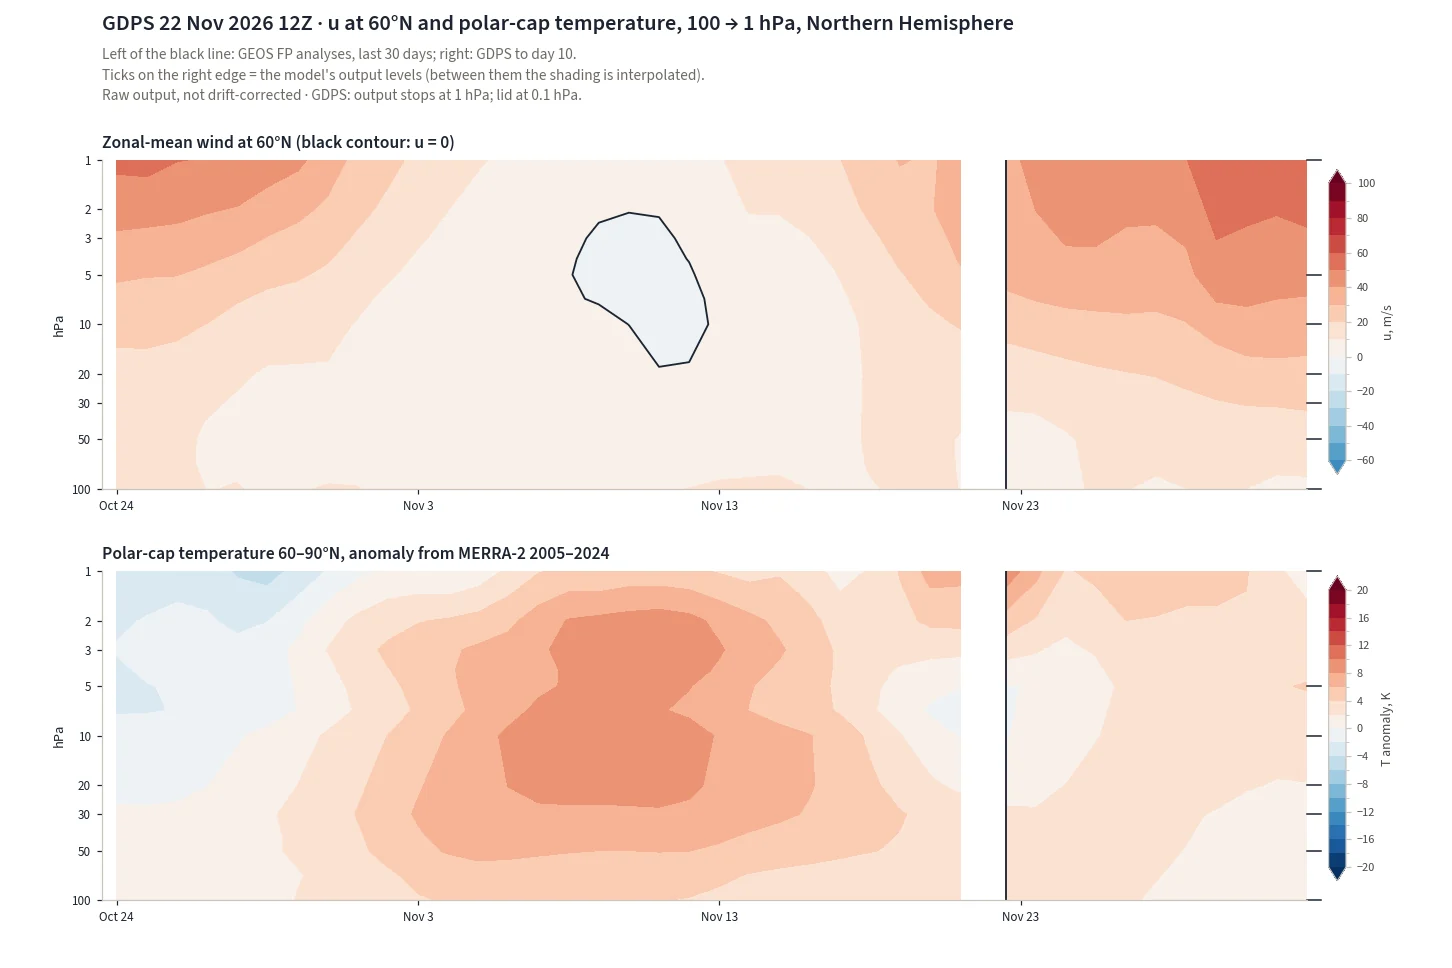 GDPS 22 Nov 2026 12Z · u at 60°N and polar-cap temperature, 100 → 1 hPa, Northern Hemisphere
Left of the black line: GEOS FP analyses, last 30 days; right: GDPS to day 10.
Ticks on the right edge = the model's output levels (between them the shading is interpolated).
Raw output, not drift-corrected · GDPS: output stops at 1 hPa; lid at 0.1 hPa.
Zonal-mean wind at 60°N (black contour: u = 0)
1
2
3
5
10
20
30
50
100
hPa
Oct 24
Nov 3
Nov 13
Nov 23
100
80
60
40
20
0
−20
−40
−60
u, m/s
Polar-cap temperature 60–90°N, anomaly from MERRA-2 2005–2024
1
2
3
5
10
20
30
50
100
hPa
Oct 24
Nov 3
Nov 13
Nov 23
20
16
12
8
4
0
−4
−8
−12
−16
−20
T anomaly, K